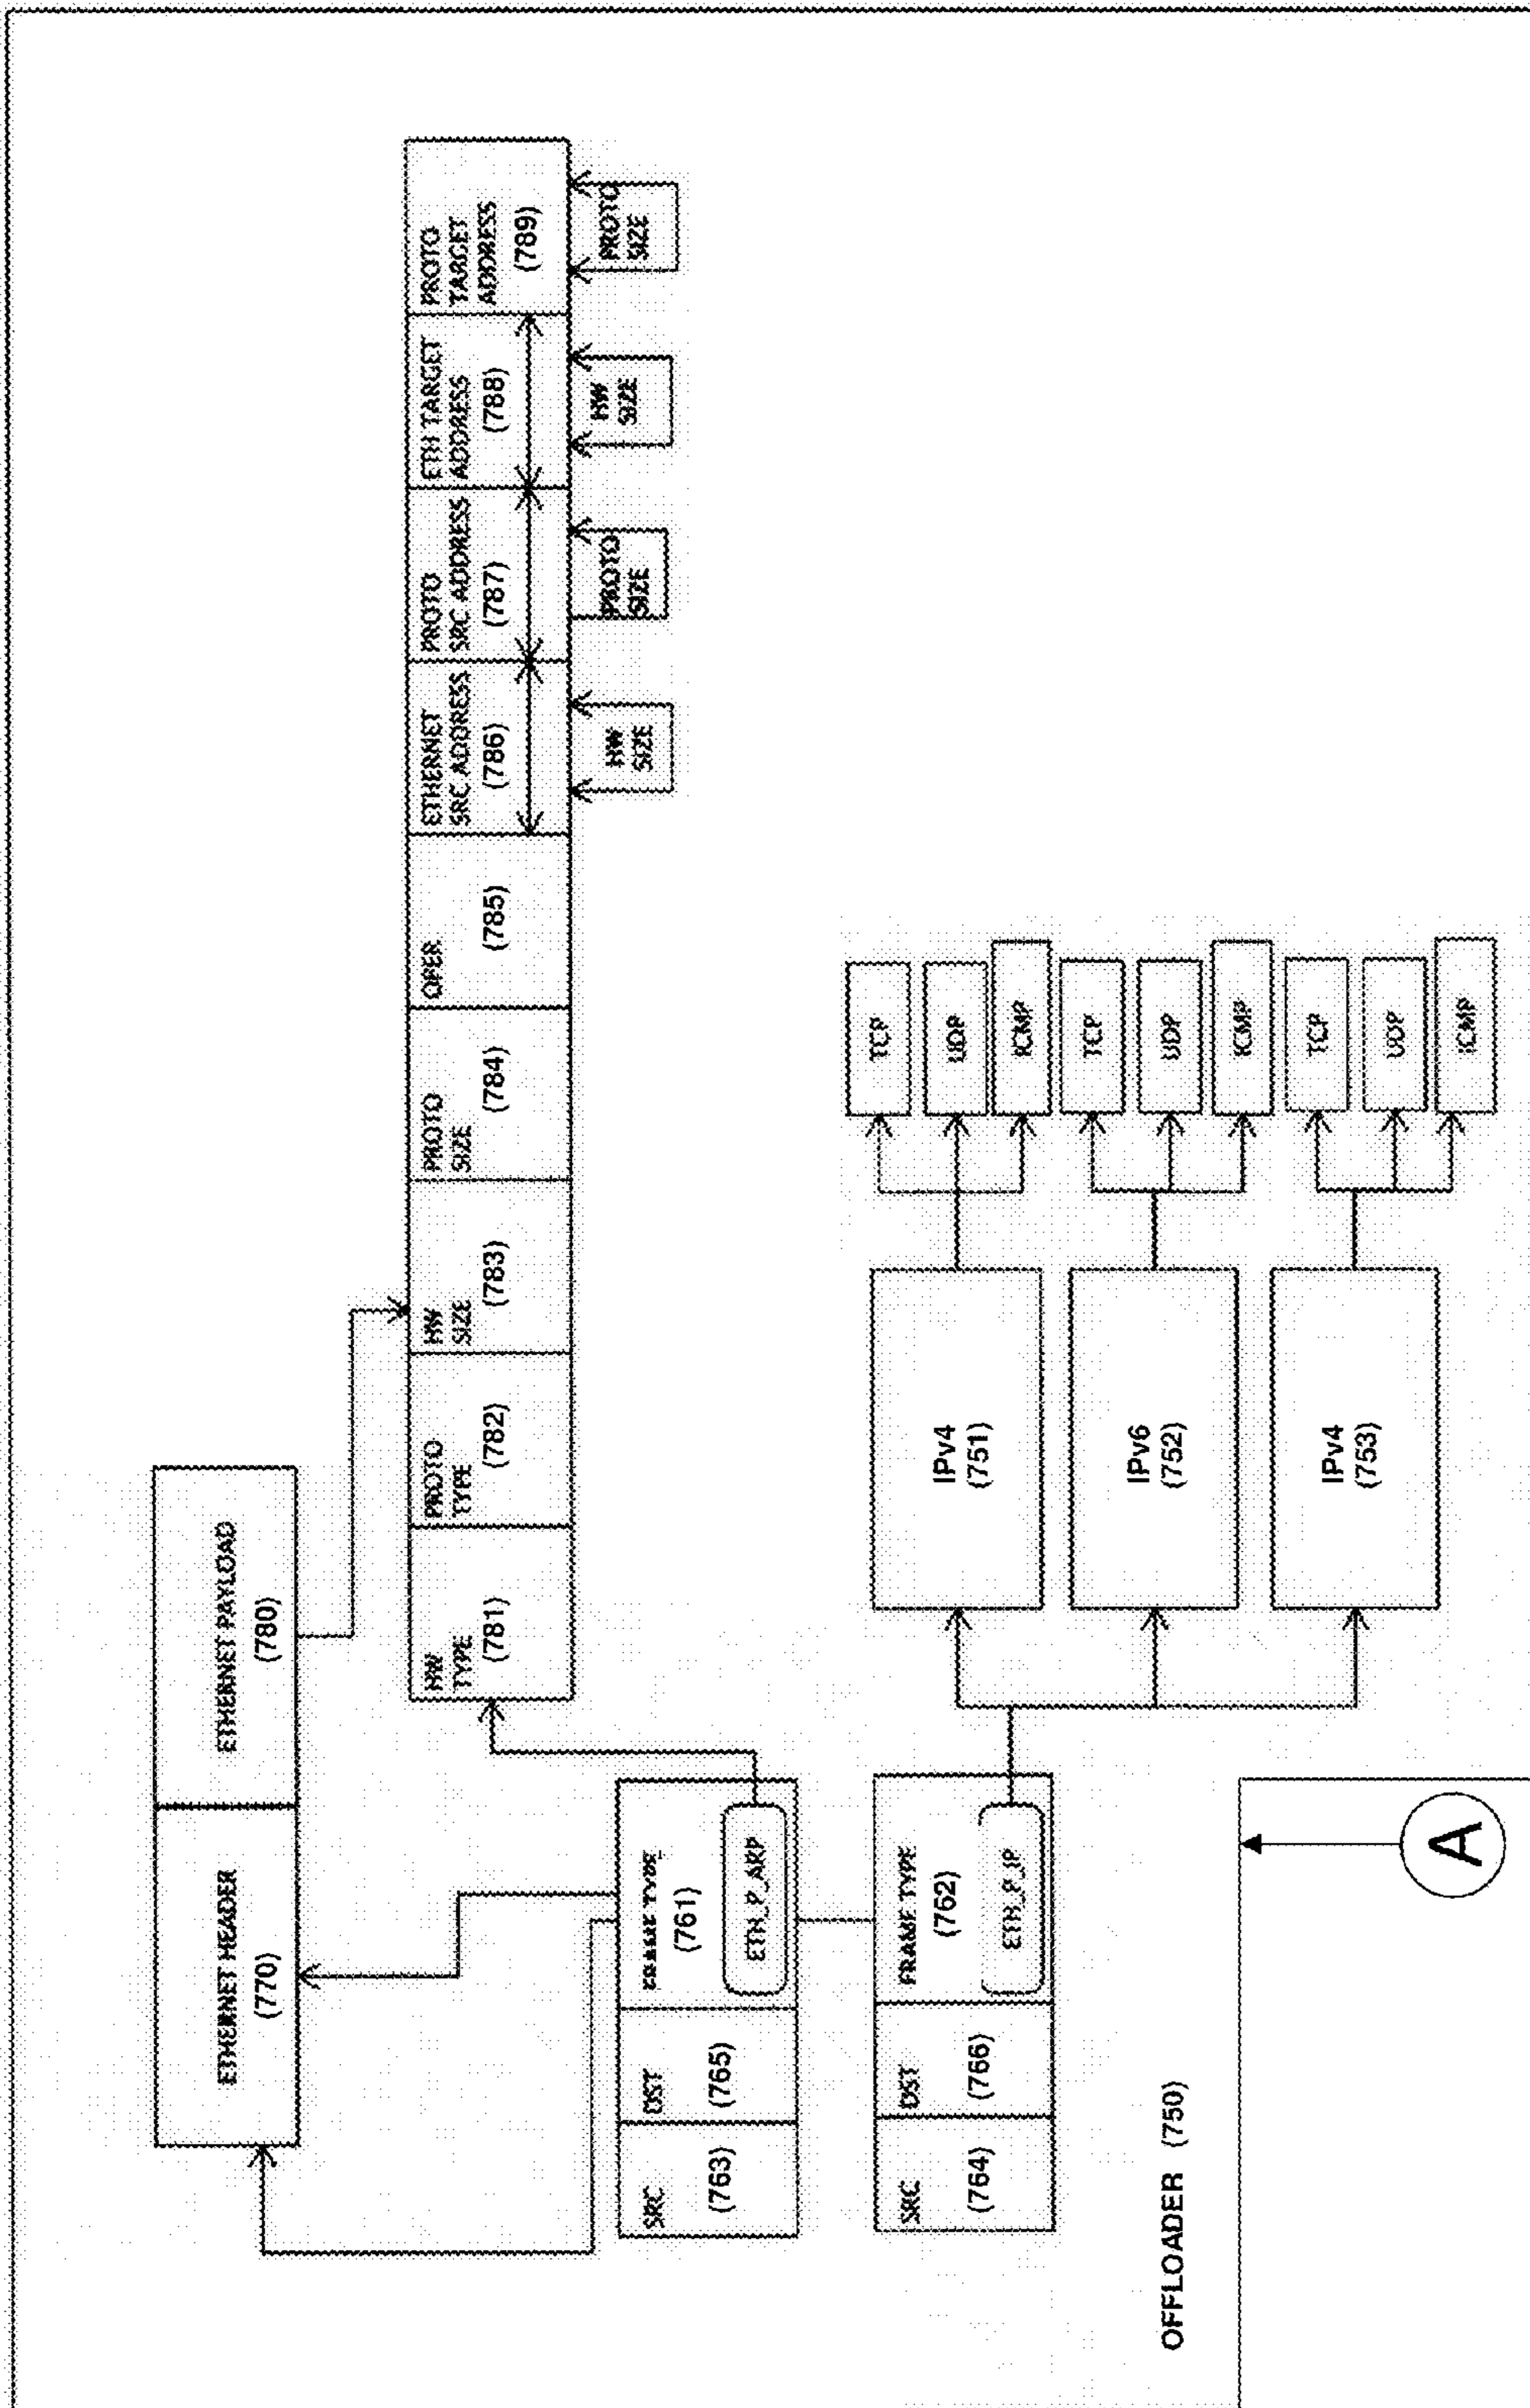 ETHERNET HEADER
(770)
ETHERNET PAYLOAD
(780)
HW
TYPE
(781)
PROTO
TYPE
(782)
HW
SIZE
(783)
PROTO
SIZE
(784)
OPER
(785)
ETHERNET
SRC ADDRESS
(786)
PROTO
SRC ADDRESS
(787)
ETH TARGET
ADDRESS
(788)
PROTO
TARGET
ADDRESS
(789)
HW
SIZE
PROTO
SIZE
HW
SIZE
PROTO
SIZE
SRC
(763)
DST
(765)
FRAME TYPE
(761)
ETH_P_ARP
SRC
(764)
DST
(766)
FRAME TYPE
(762)
ETH_P_IP
IPv4
(751)
IPv6
(752)
IPv4
(753)
TCP
UDP
ICMP
TCP
UDP
ICMP
TCP
UDP
ICMP
OFFLOADER (750)
A